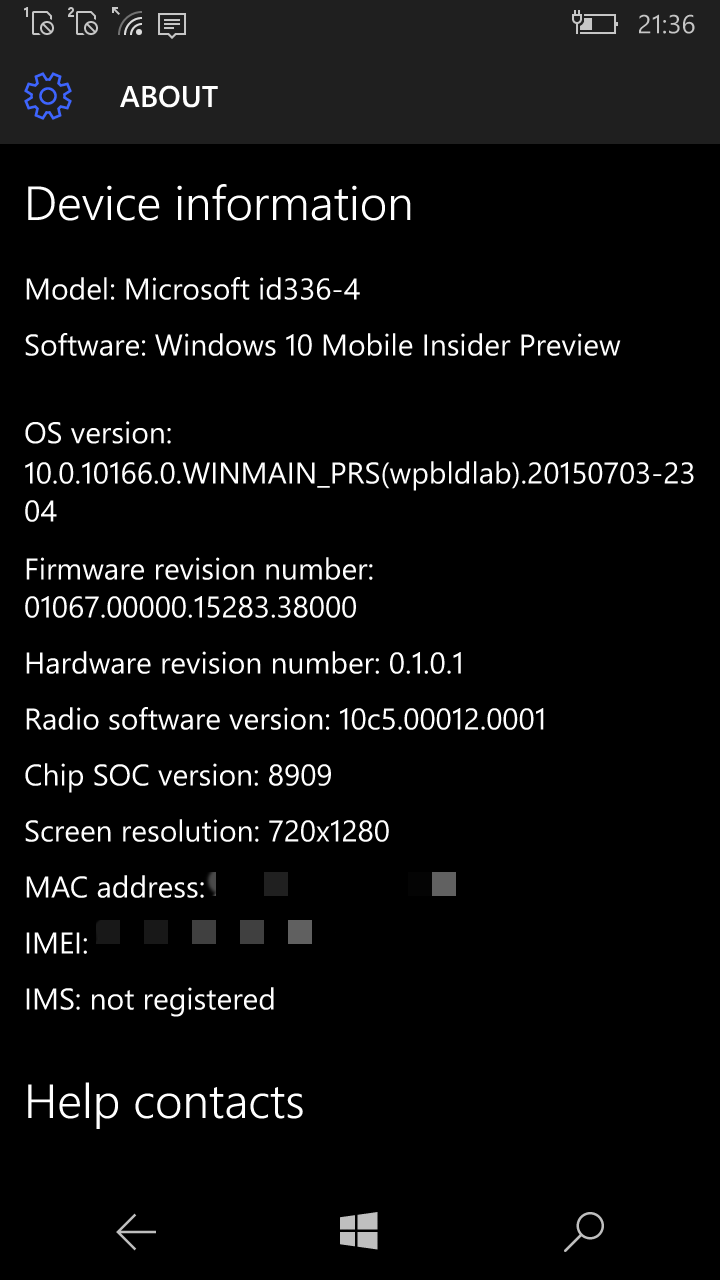 1 2 21:36
ABOUT
Device information
Model: Microsoft id336-4
Software: Windows 10 Mobile Insider Preview
OS version:
10.0.10166.0.WINMAIN_PRS(wpbldlab).20150703-23
04
Firmware revision number:
01067.00000.15283.38000
Hardware revision number: 0.1.0.1
Radio software version: 10c5.00012.0001
Chip SOC version: 8909
Screen resolution: 720x1280
MAC address:
IMEI:
IMS: not registered
Help contacts